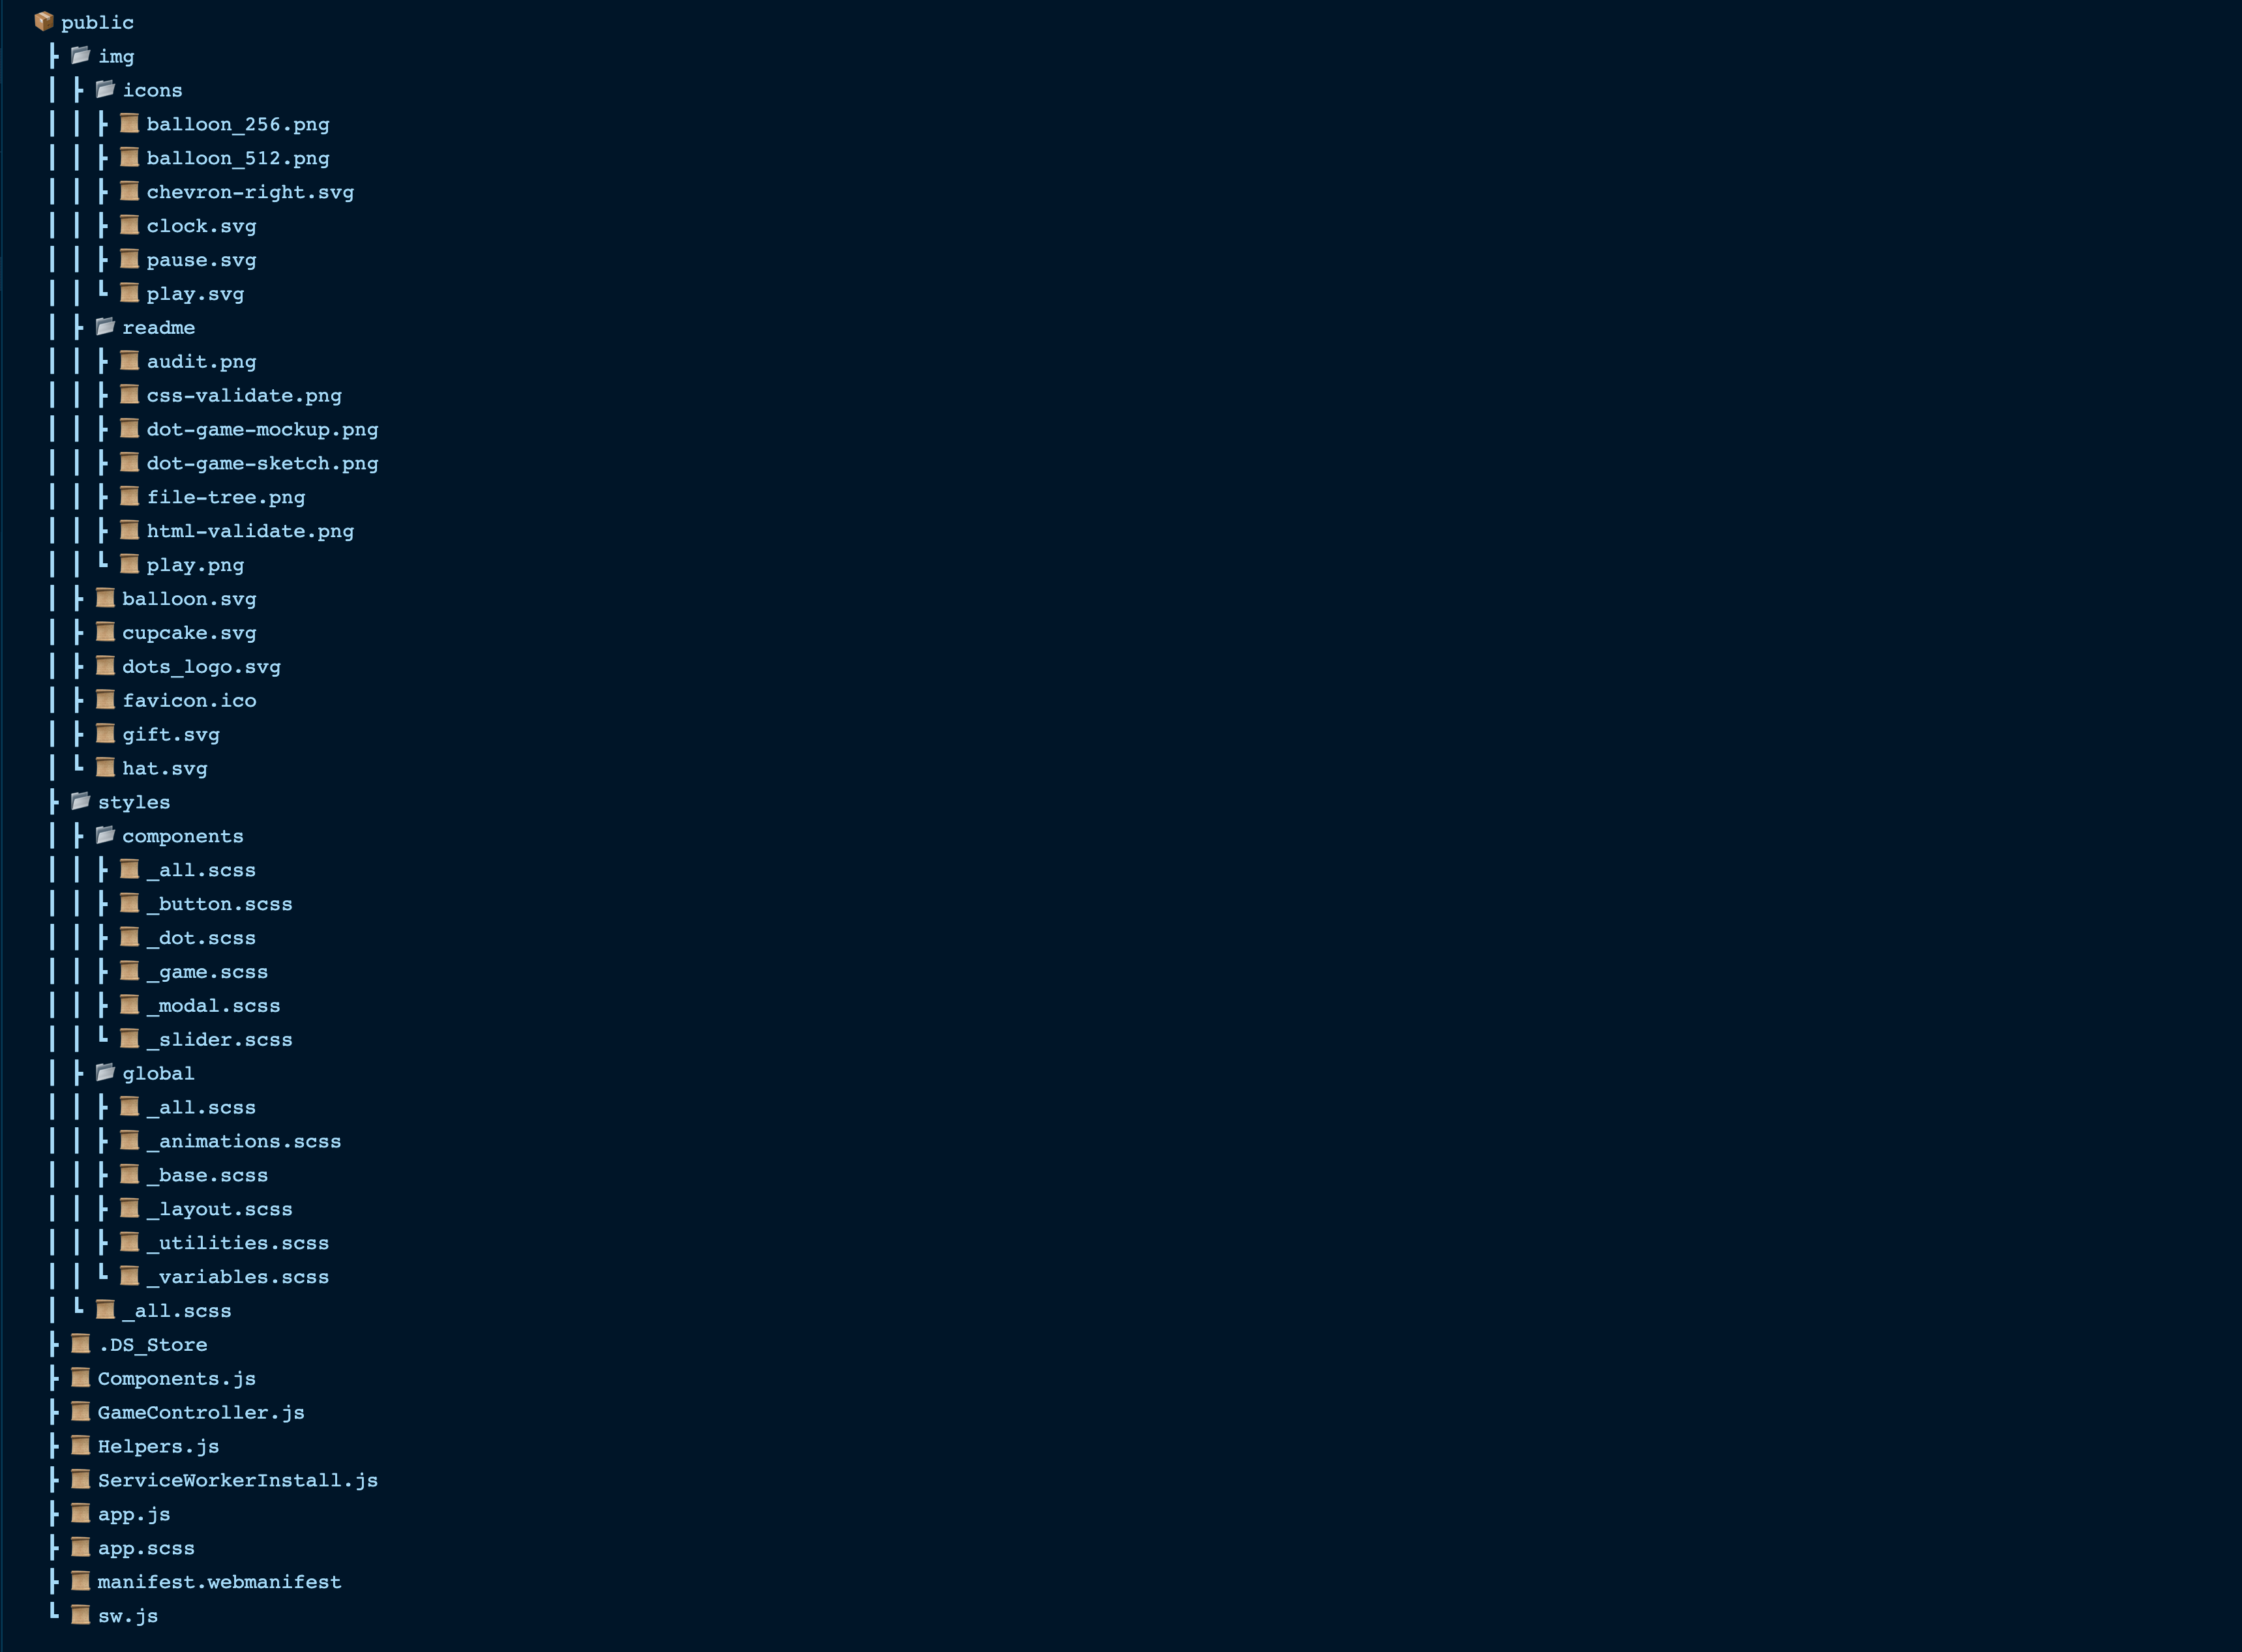 public
img
icons
balloon_256.png
balloon_512.png
chevron-right.svg
clock.svg
pause.svg
play.svg
readme
audit.png
css-validate.png
dot-game-mockup.png
dot-game-sketch.png
file-tree.png
html-validate.png
play.png
balloon.svg
cupcake.svg
dots_logo.svg
favicon.ico
gift.svg
hat.svg
styles
components
_all.scss
_button.scss
_dot.scss
_game.scss
_modal.scss
_slider.scss
global
_all.scss
_animations.scss
_base.scss
_layout.scss
_utilities.scss
_variables.scss
_all.scss
.DS_Store
Components.js
GameController.js
Helpers.js
ServiceWorkerInstall.js
app.js
app.scss
manifest.webmanifest
sw.js